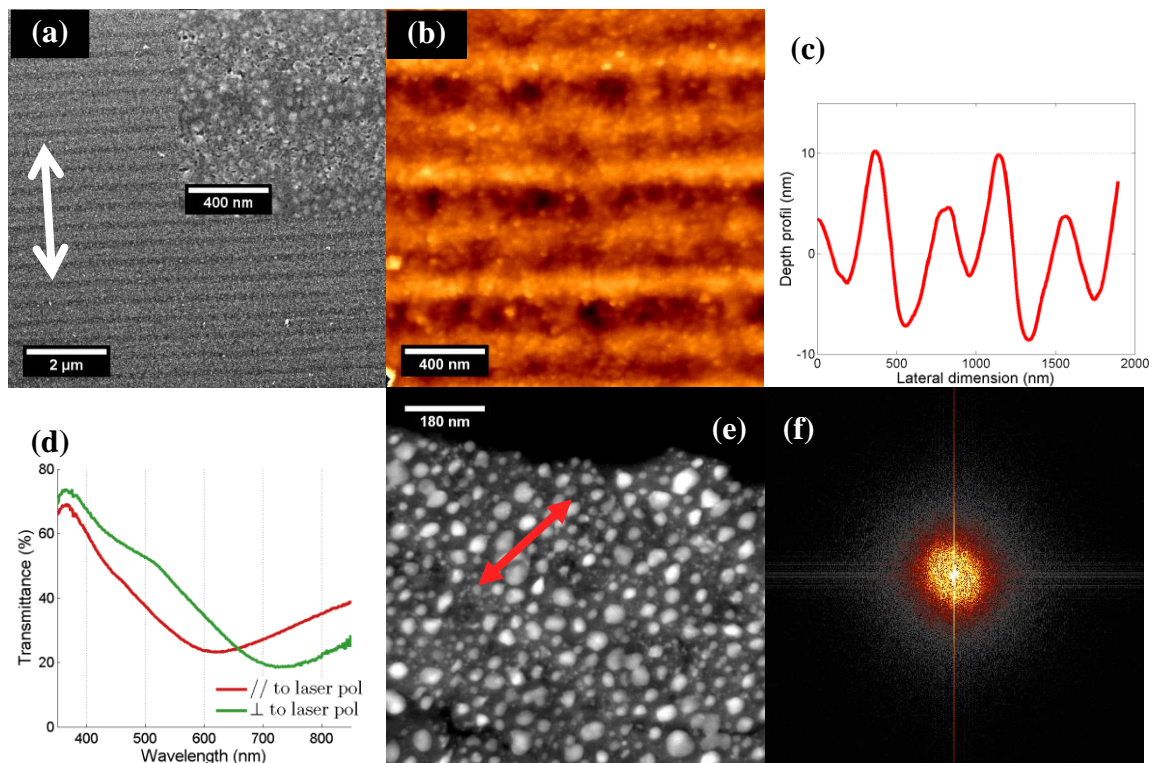 (a)
400 nm
2 µm
(b)
400 nm
(c)
Depth profil (nm)
10
0
-10
0
500
1000
1500
2000
Lateral dimension (nm)
(d)
Transmittance (%)
80
60
40
20
0
// to laser pol
⊥ to laser pol
400
500
600
700
800
Wavelength (nm)
180 nm
(e)
(f)